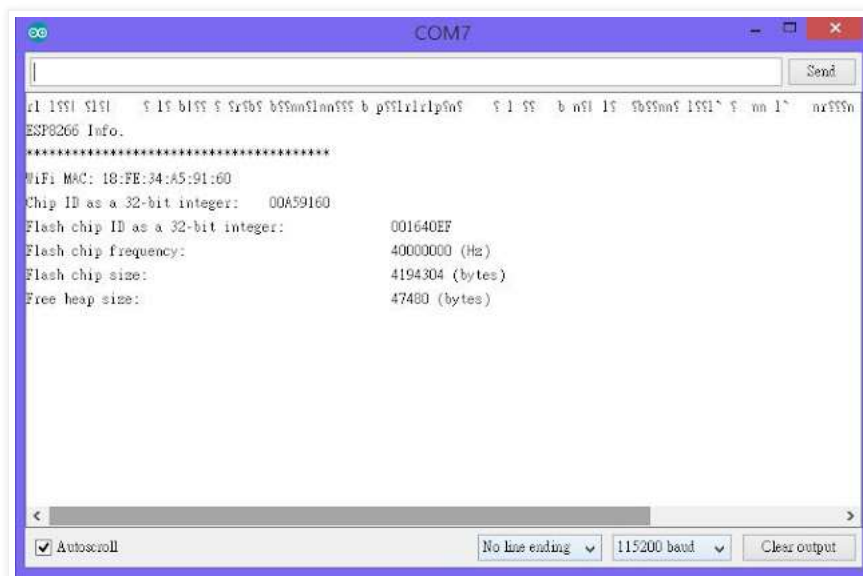 COM7
Send
ESP8266 Info.
****************************************
WiFi MAC: 18:FE:34:A5:91:60
Chip ID as a 32-bit integer: 00A59160
Flash chip ID as a 32-bit integer: 001640EF
Flash chip frequency: 40000000 (Hz)
Flash chip size: 4194304 (bytes)
Free heap size: 47480 (bytes)
Autoscroll
No line ending
115200 baud
Clear output